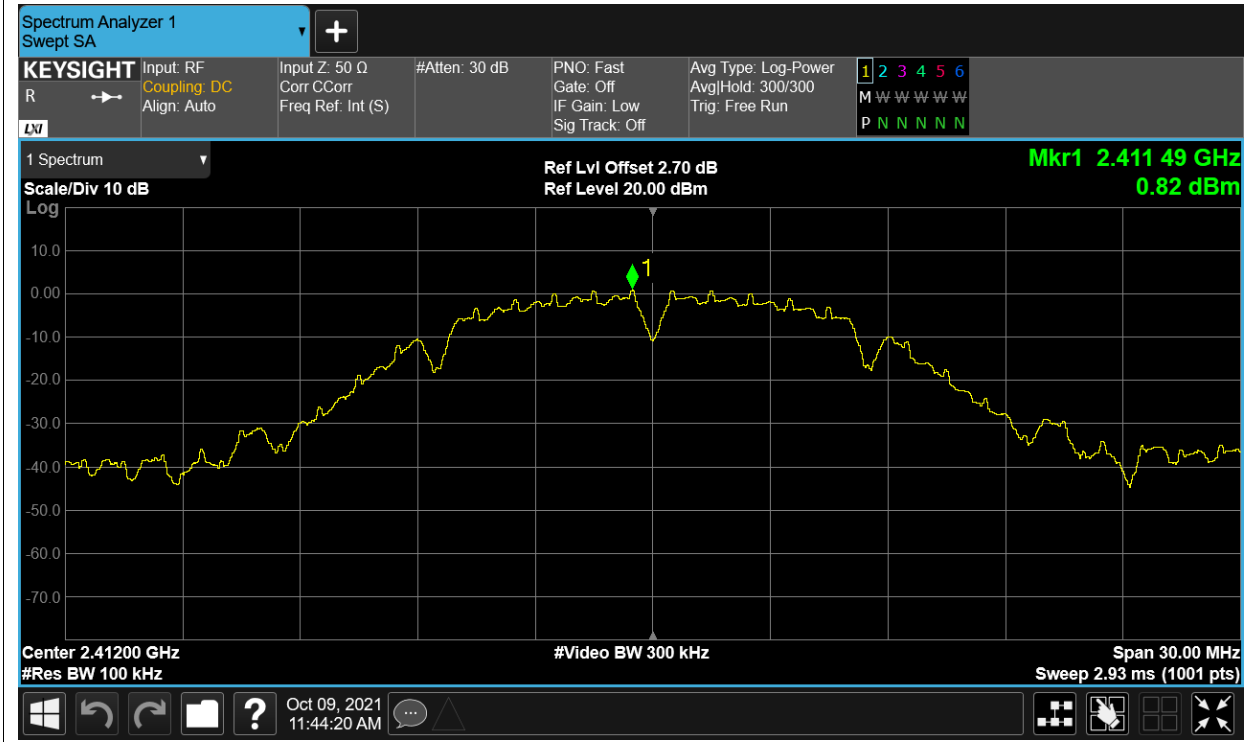 Spectrum Analyzer 1
Swept SA
+
KEYSIGHT
R
LXI
Input: RF
Coupling: DC
Align: Auto
Input Z: 50 Ω
Corr CCorr
Freq Ref: Int (S)
#Atten: 30 dB
PNO: Fast
Gate: Off
IF Gain: Low
Sig Track: Off
Avg Type: Log-Power
Avg|Hold: 300/300
Trig: Free Run
1 2 3 4 5 6
M W W W W W W
P N N N N N N
1 Spectrum
Scale/Div 10 dB
Ref Lvl Offset 2.70 dB
Ref Level 20.00 dBm
Mkr1 2.411 49 GHz
0.82 dBm
Log
10.0
0.00
-10.0
-20.0
-30.0
-40.0
-50.0
-60.0
-70.0
1
Center 2.41200 GHz
#Res BW 100 kHz
#Video BW 300 kHz
Span 30.00 MHz
Sweep 2.93 ms (1001 pts)
?
Oct 09, 2021
11:44:20 AM